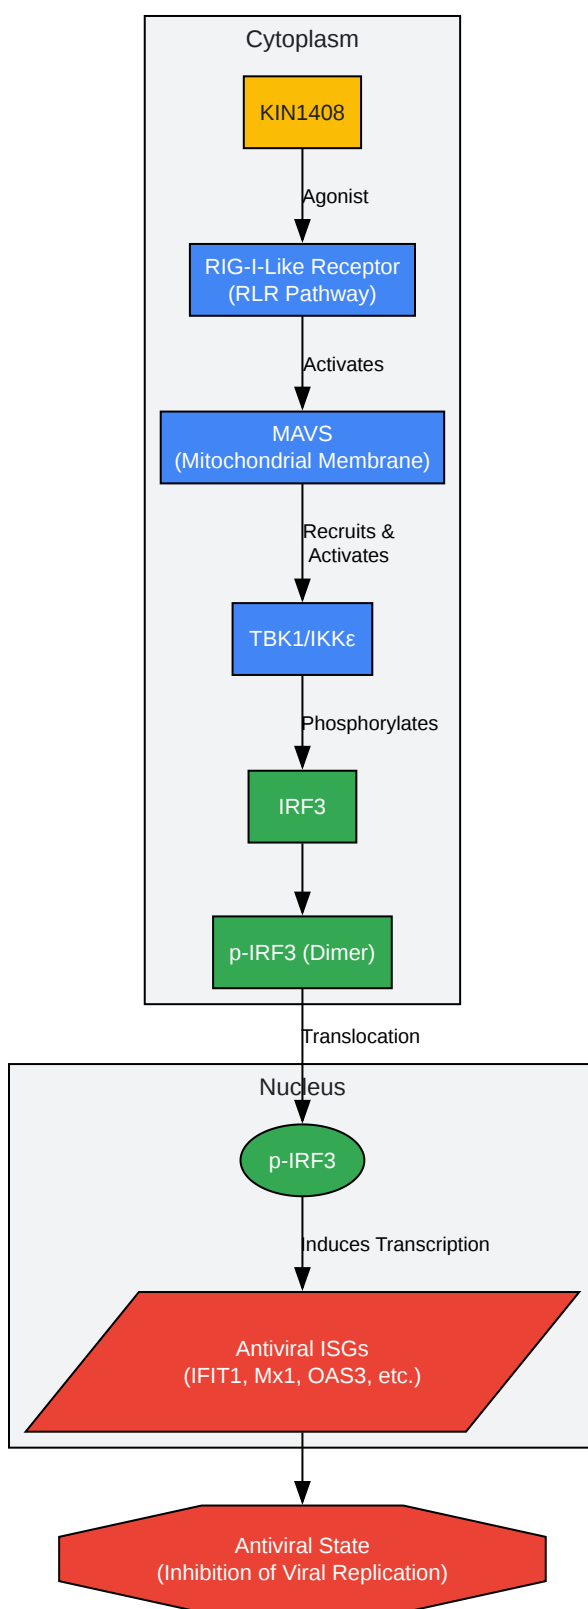 Cytoplasm
KIN1408
Agonist
RIG-I-Like Receptor
(RLR Pathway)
Activates
MAVS
(Mitochondrial Membrane)
Recruits &
Activates
TBK1/IKKε
Phosphorylates
IRF3
p-IRF3 (Dimer)
Translocation
Nucleus
p-IRF3
Induces Transcription
Antiviral ISGs
(IFIT1, Mx1, OAS3, etc.)
Antiviral State
(Inhibition of Viral Replication)